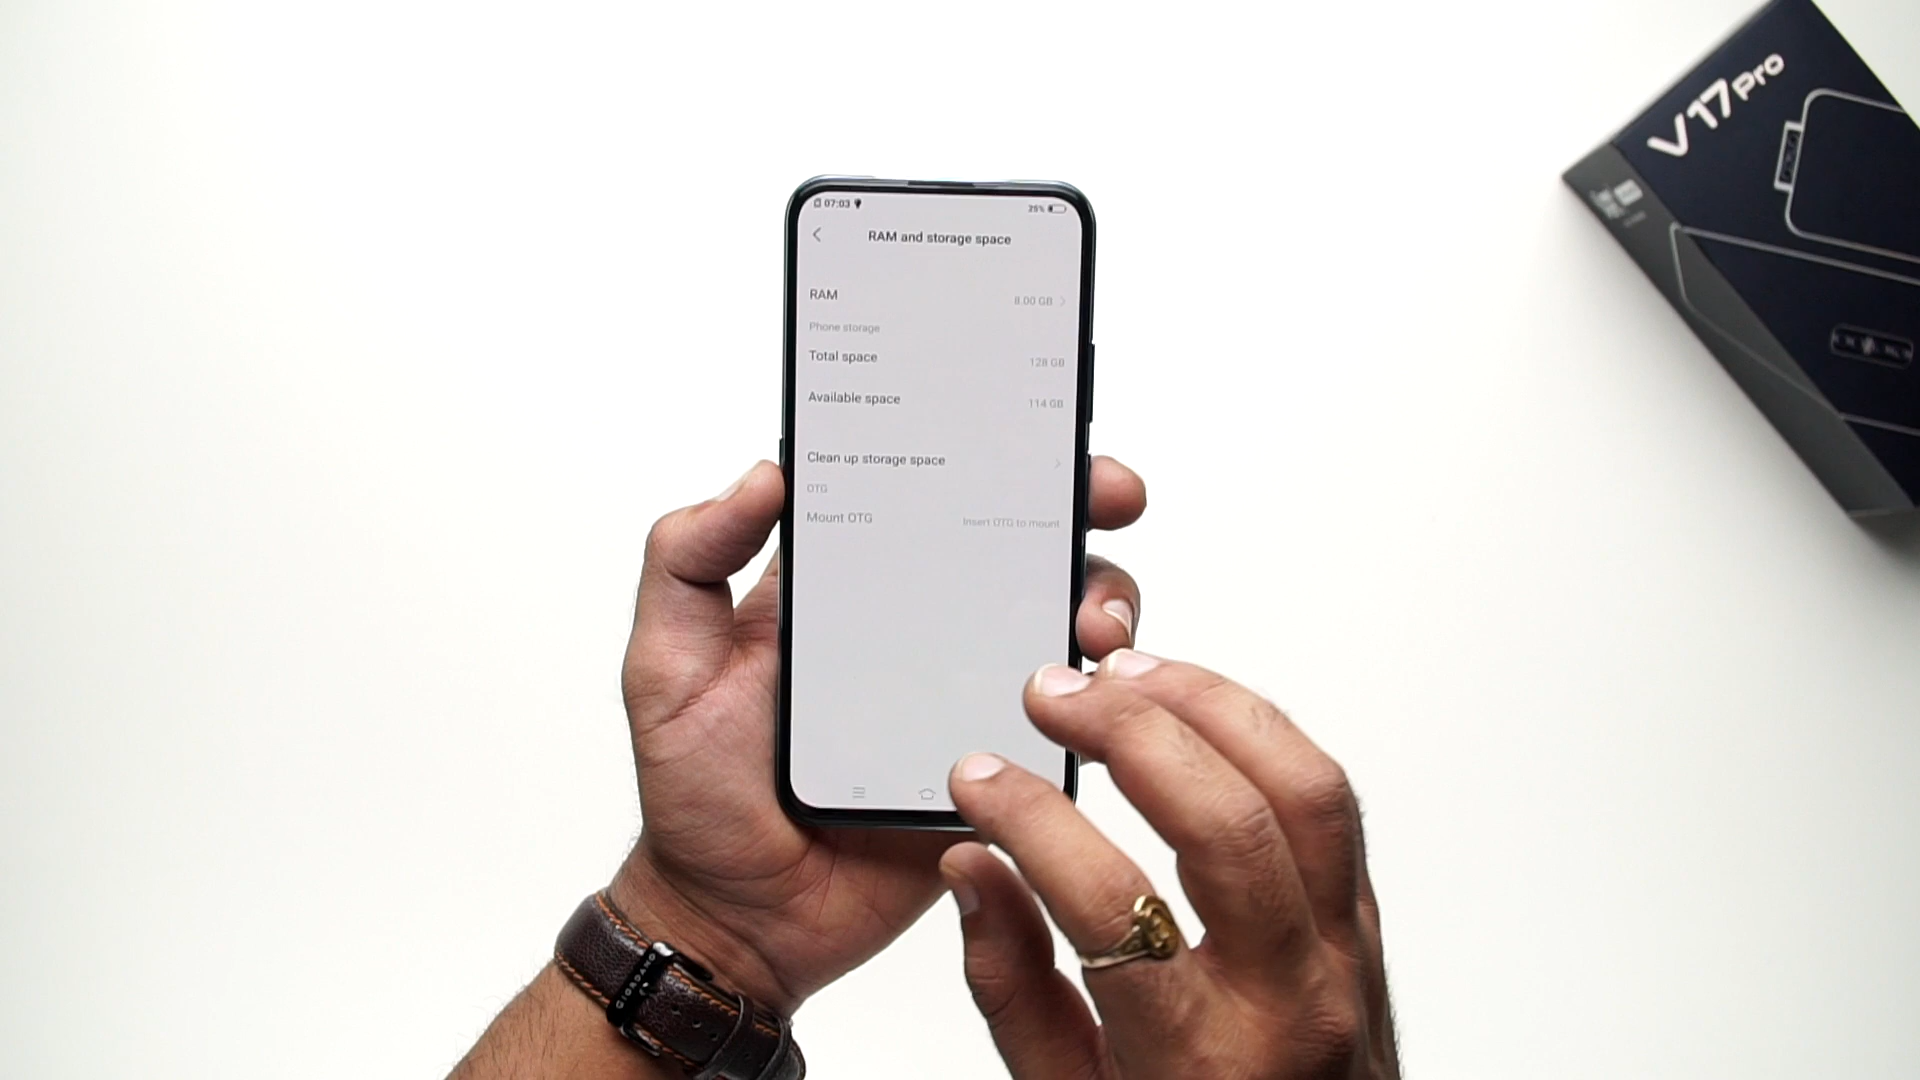 V17Pro
07:03
25%
RAM and storage space
RAM 8.00 GB
Phone storage
Total space 128 GB
Available space 114 GB
Clean up storage space
OTG
Mount OTG Insert OTG to mount
GIORDANO